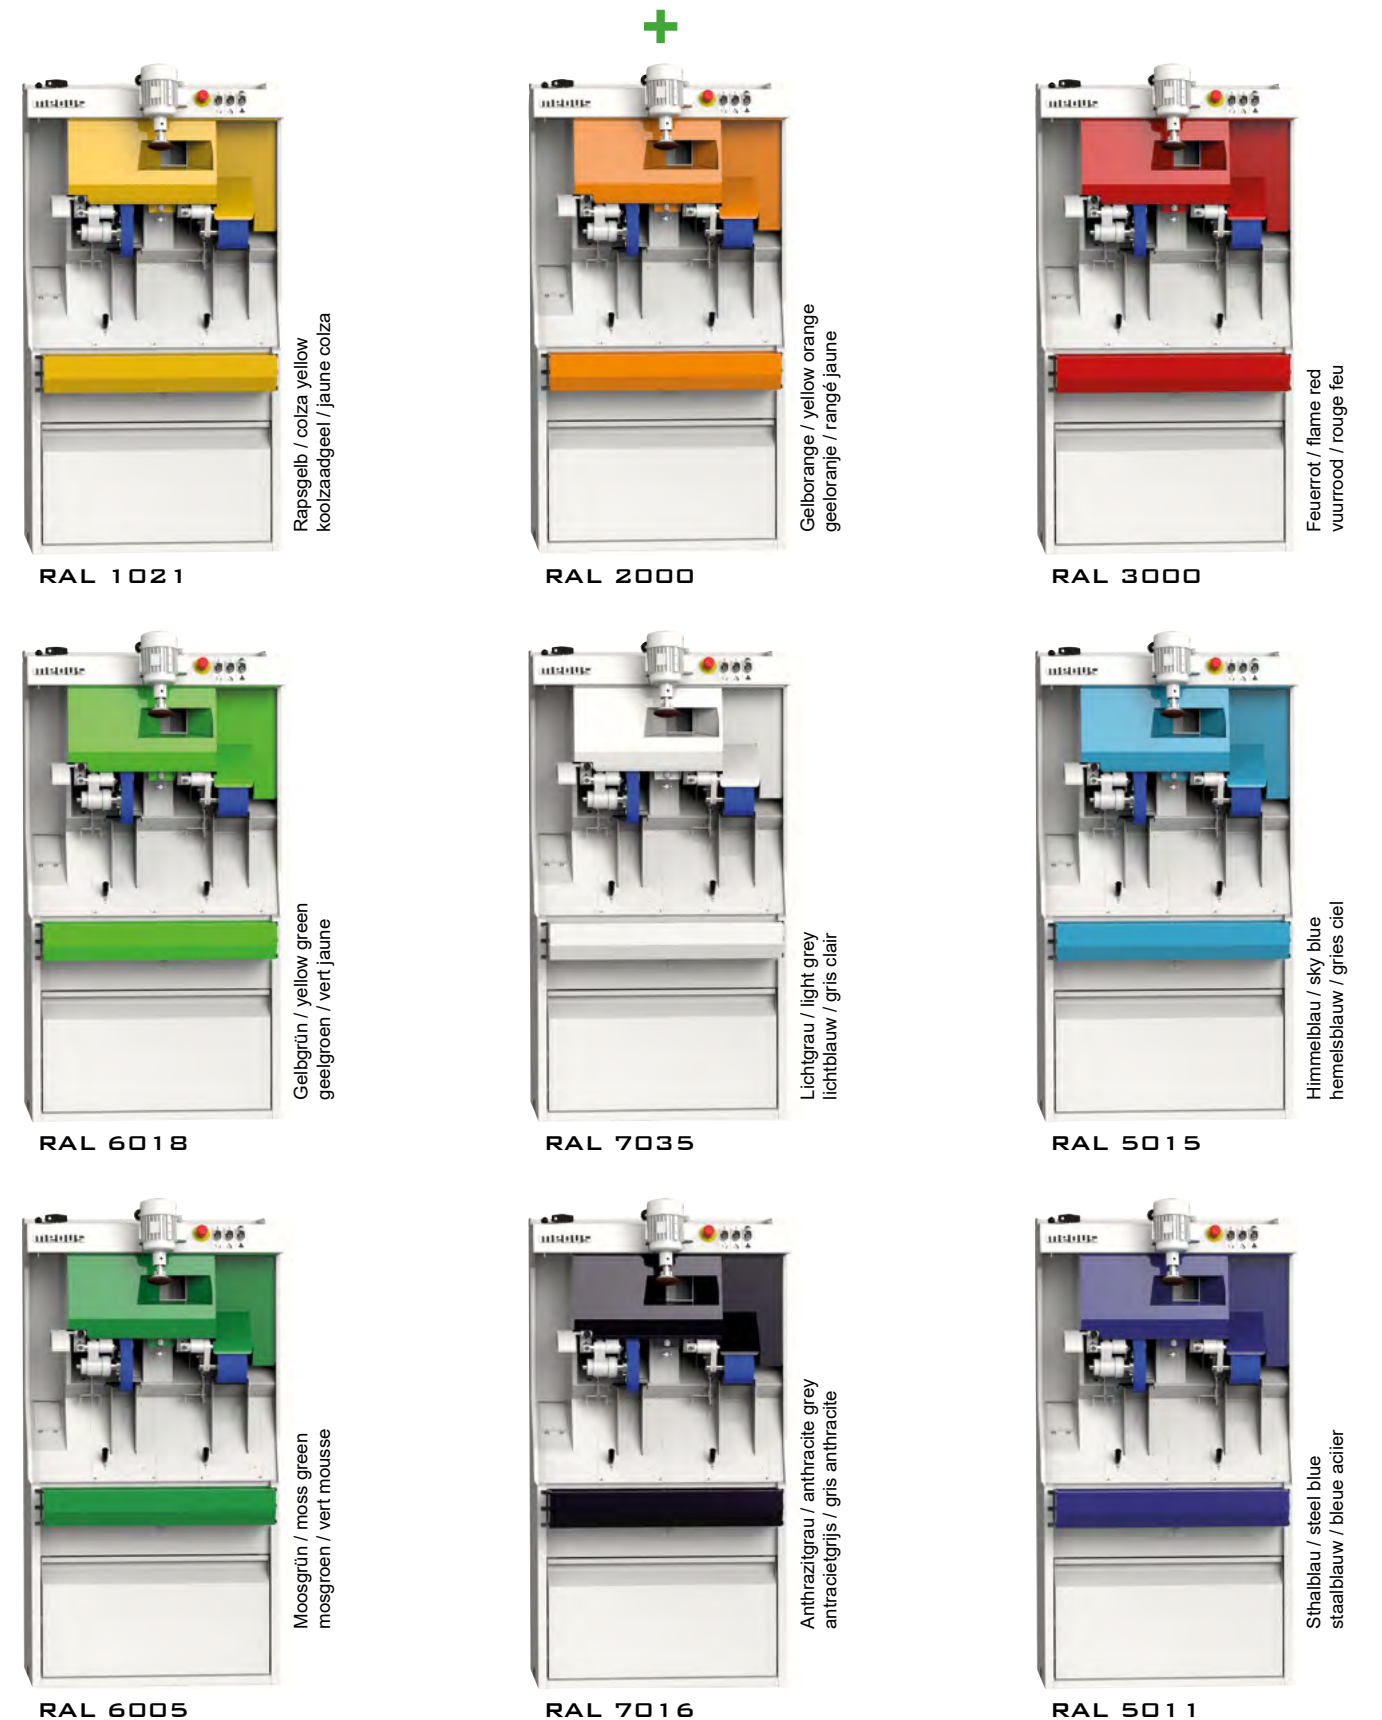 Rapsgelb / colza yellow
koolzaadgeel / jaune colza
RAL 1021
Gelborange / yellow orange
geeloranje / rangé jaune
RAL 2000
Feuerrot / flame red
vuurrood / rouge feu
RAL 3000
Gelbgrün / yellow green
geelgroen / vert jaune
RAL 6018
Lichtgrau / light grey
lichtblauw / gris clair
RAL 7035
Himmelblau / sky blue
hemelsblauw / gries ciel
RAL 5015
Moosgrün / moss green
mosgroen / vert mousse
RAL 6005
Anthrazitgrau / anthracite grey
antracietgrijs / gris anthracite
RAL 7016
Sthalblau / steel blue
staalblauw / bleue aciier
RAL 5011